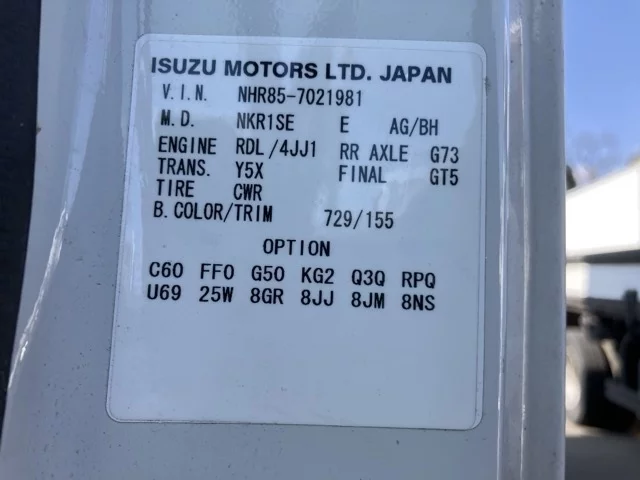 ISUZU MOTORS LTD. JAPAN
V.I.N. NHR85-7021981
M.D. NKR1SE E AG/BH
ENGINE RDL/4JJ1 RR AXLE G73
TRANS. Y5X FINAL GT5
TIRE CWR
B.COLOR/TRIM 729/155
OPTION
C60 FF0 G50 KG2 Q3Q RPQ
U69 25W 8GR 8JJ 8JM 8NS